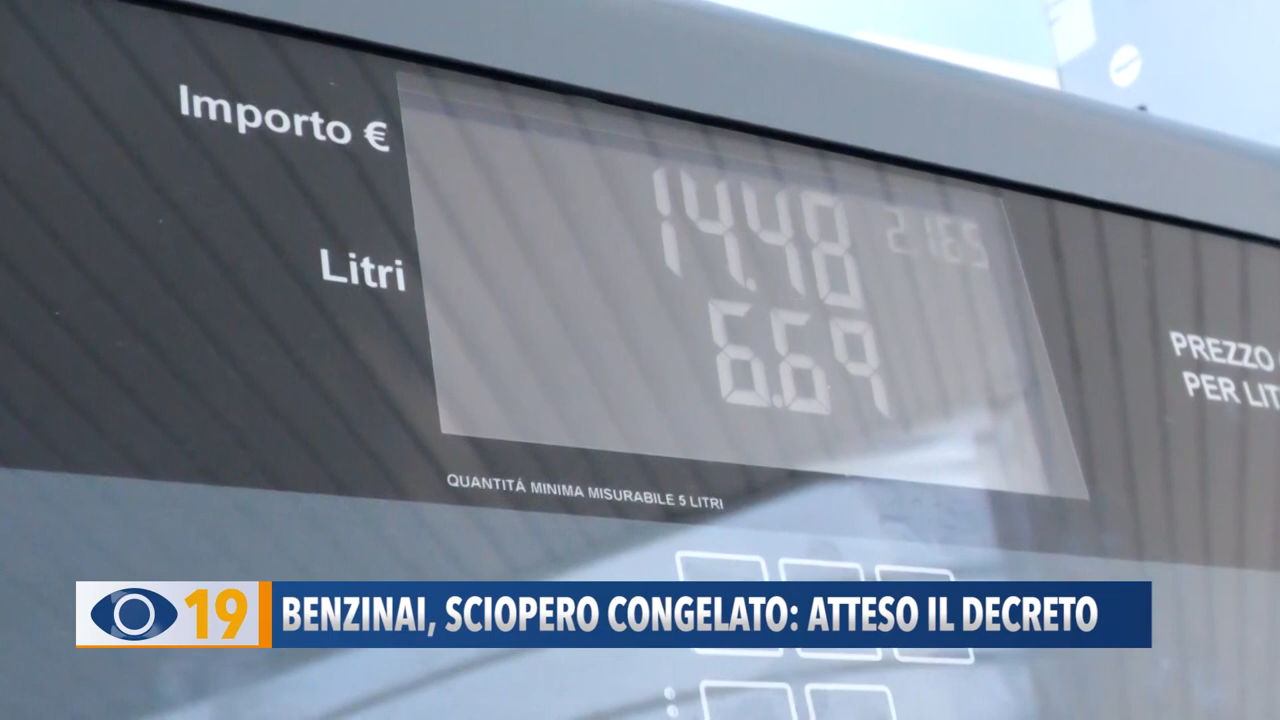 Importo €
14.48
2.165
Litri
6.69
PREZZO
PER LIT
QUANTITÁ MINIMA MISURABILE 5 LITRI
19
BENZINAI, SCIOPERO CONGELATO: ATTESO IL DECRETO